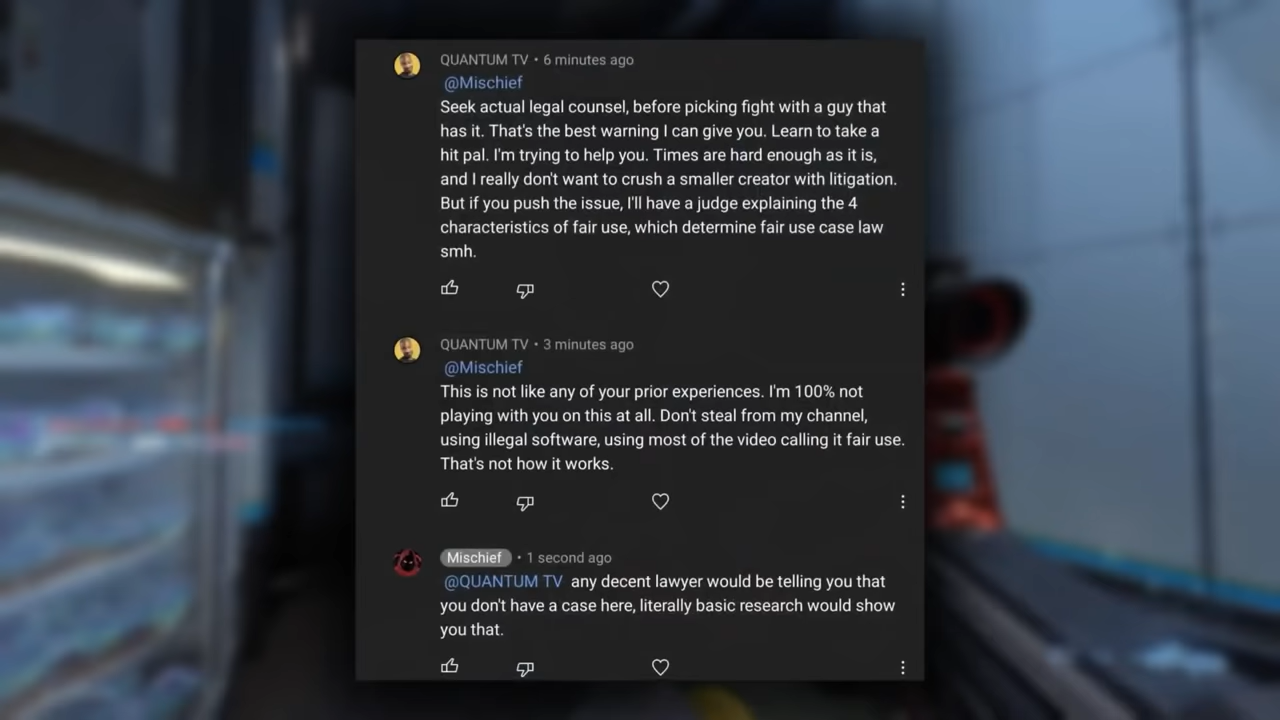 QUANTUM TV • 6 minutes ago
@Mischief
Seek actual legal counsel, before picking fight with a guy that
has it. That's the best warning I can give you. Learn to take a
hit pal. I'm trying to help you. Times are hard enough as it is,
and I really don't want to crush a smaller creator with litigation.
But if you push the issue, I'll have a judge explaining the 4
characteristics of fair use, which determine fair use case law
smh.
QUANTUM TV • 3 minutes ago
@Mischief
This is not like any of your prior experiences. I'm 100% not
playing with you on this at all. Don't steal from my channel,
using illegal software, using most of the video calling it fair use.
That's not how it works.
Mischief • 1 second ago
@QUANTUM TV any decent lawyer would be telling you that
you don't have a case here, literally basic research would show
you that.